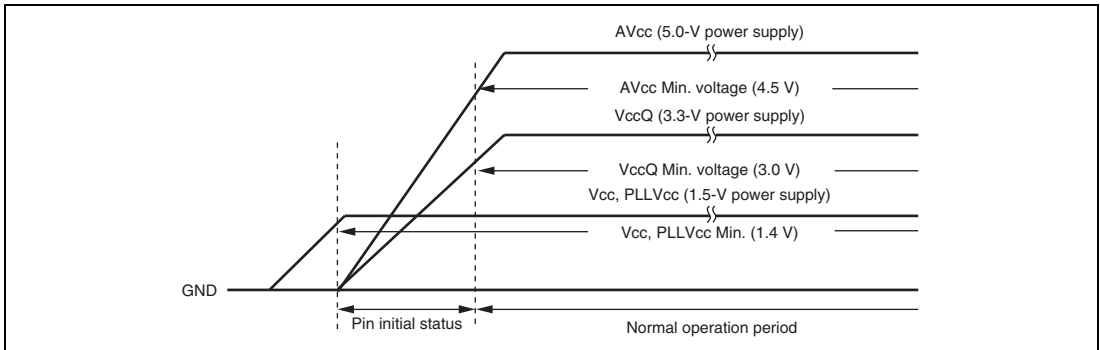 AVcc (5.0-V power supply)
AVcc Min. voltage (4.5 V)
VccQ (3.3-V power supply)
VccQ Min. voltage (3.0 V)
Vcc, PLLVcc (1.5-V power supply)
Vcc, PLLVcc Min. (1.4 V)
GND
Pin initial status
Normal operation period